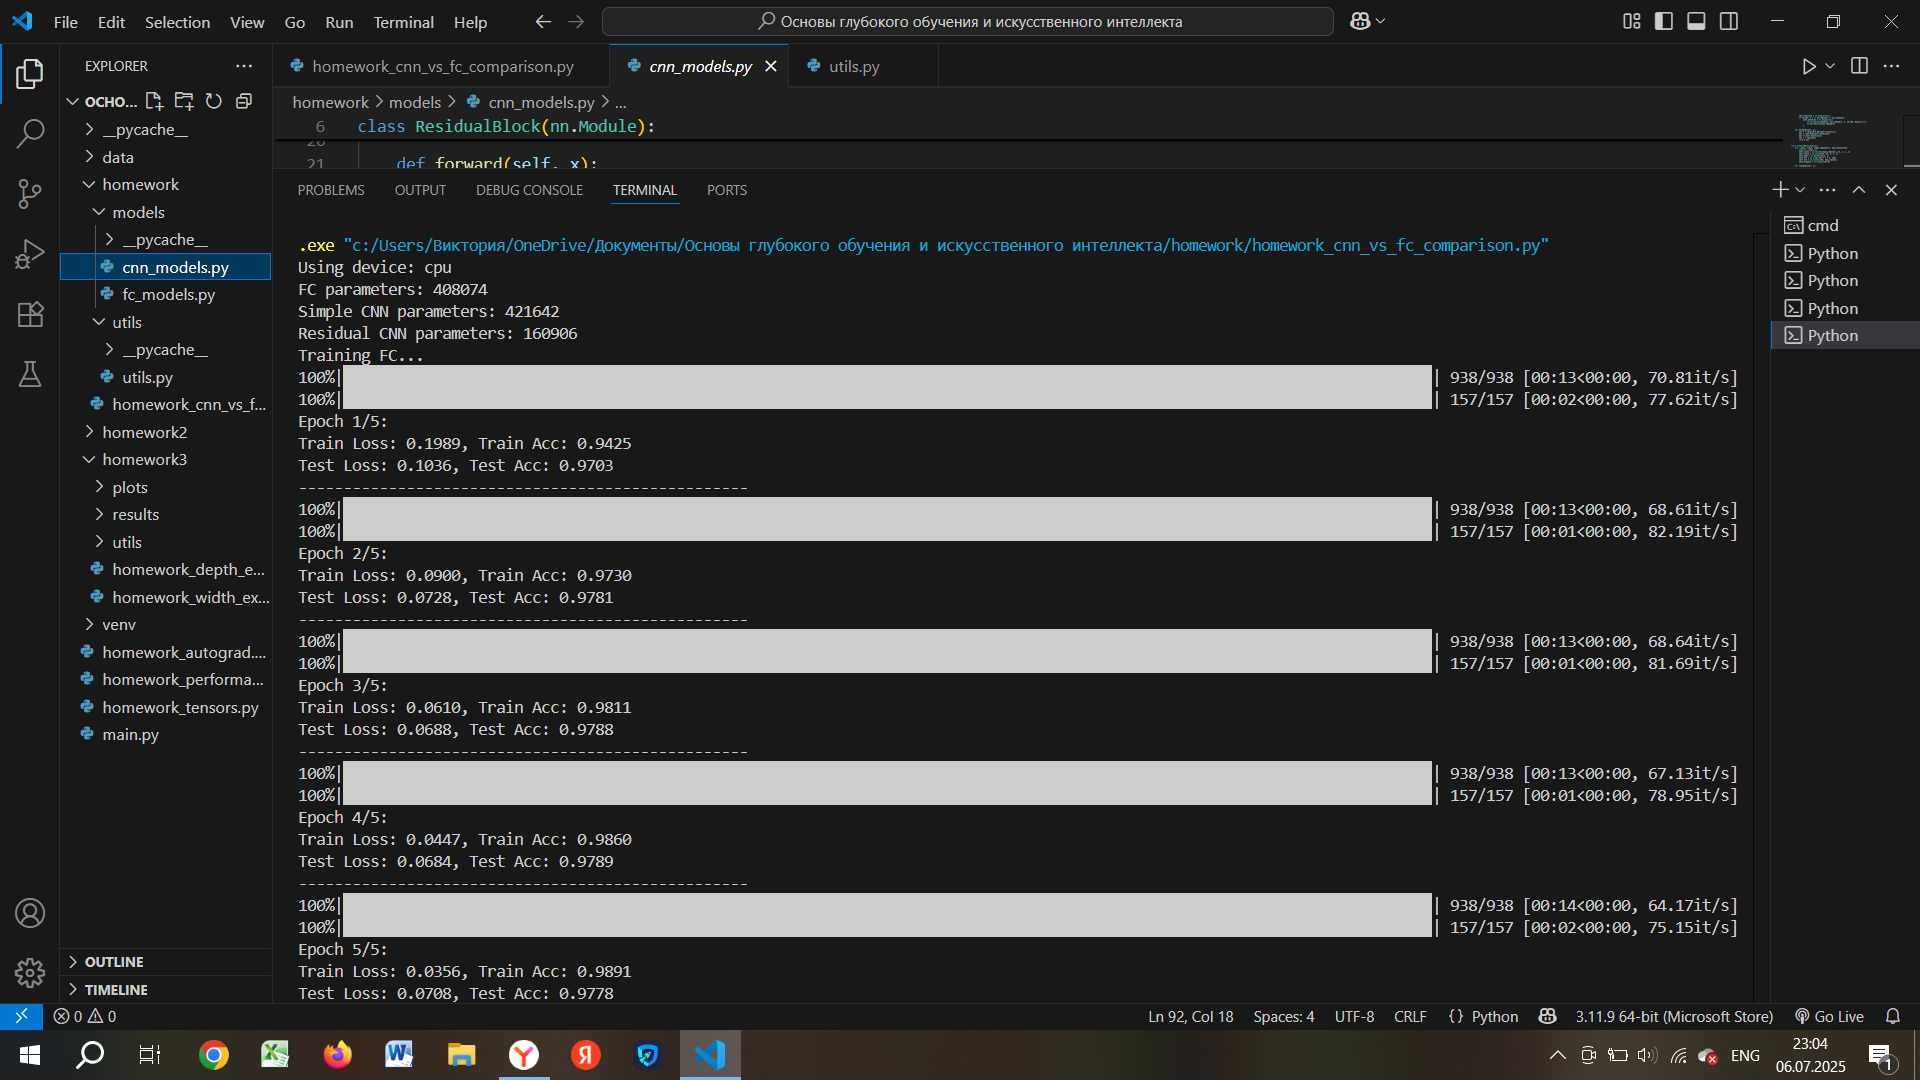 File Edit Selection View Go Run Terminal Help
Основы глубокого обучения и искусственного интеллекта
EXPLORER
homework_cnn_vs_fc_comparison.py cnn_models.py utils.py
ОСНО...
homework > models > cnn_models.py > ...
6 class ResidualBlock(nn.Module):
21 def forward(self, x):
__pycache__
data
homework
models
__pycache__
cnn_models.py
fc_models.py
utils
__pycache__
utils.py
homework_cnn_vs_f...
homework2
homework3
plots
results
utils
homework_depth_e...
homework_width_ex...
venv
homework_autograd....
homework_performa...
homework_tensors.py
main.py
OUTLINE
TIMELINE
PROBLEMS OUTPUT DEBUG CONSOLE TERMINAL PORTS
.exe "c:/Users/Виктория/OneDrive/Документы/Основы глубокого обучения и искусственного интеллекта/homework/homework_cnn_vs_fc_comparison.py"
Using device: cpu
FC parameters: 408074
Simple CNN parameters: 421642
Residual CNN parameters: 160906
Training FC...
100%| | 938/938 [00:13<00:00, 70.81it/s]
100%| | 157/157 [00:02<00:00, 77.62it/s]
Epoch 1/5:
Train Loss: 0.1989, Train Acc: 0.9425
Test Loss: 0.1036, Test Acc: 0.9703
--------------------------------------------------
100%| | 938/938 [00:13<00:00, 68.61it/s]
100%| | 157/157 [00:01<00:00, 82.19it/s]
Epoch 2/5:
Train Loss: 0.0900, Train Acc: 0.9730
Test Loss: 0.0728, Test Acc: 0.9781
--------------------------------------------------
100%| | 938/938 [00:13<00:00, 68.64it/s]
100%| | 157/157 [00:01<00:00, 81.69it/s]
Epoch 3/5:
Train Loss: 0.0610, Train Acc: 0.9811
Test Loss: 0.0688, Test Acc: 0.9788
--------------------------------------------------
100%| | 938/938 [00:13<00:00, 67.13it/s]
100%| | 157/157 [00:01<00:00, 78.95it/s]
Epoch 4/5:
Train Loss: 0.0447, Train Acc: 0.9860
Test Loss: 0.0684, Test Acc: 0.9789
--------------------------------------------------
100%| | 938/938 [00:14<00:00, 64.17it/s]
100%| | 157/157 [00:02<00:00, 75.15it/s]
Epoch 5/5:
Train Loss: 0.0356, Train Acc: 0.9891
Test Loss: 0.0708, Test Acc: 0.9778
cmd
Python
Python
Python
Python
0 0 Ln 92, Col 18 Spaces: 4 UTF-8 CRLF {} Python 3.11.9 64-bit (Microsoft Store) Go Live
ENG
23:04
06.07.2025
1